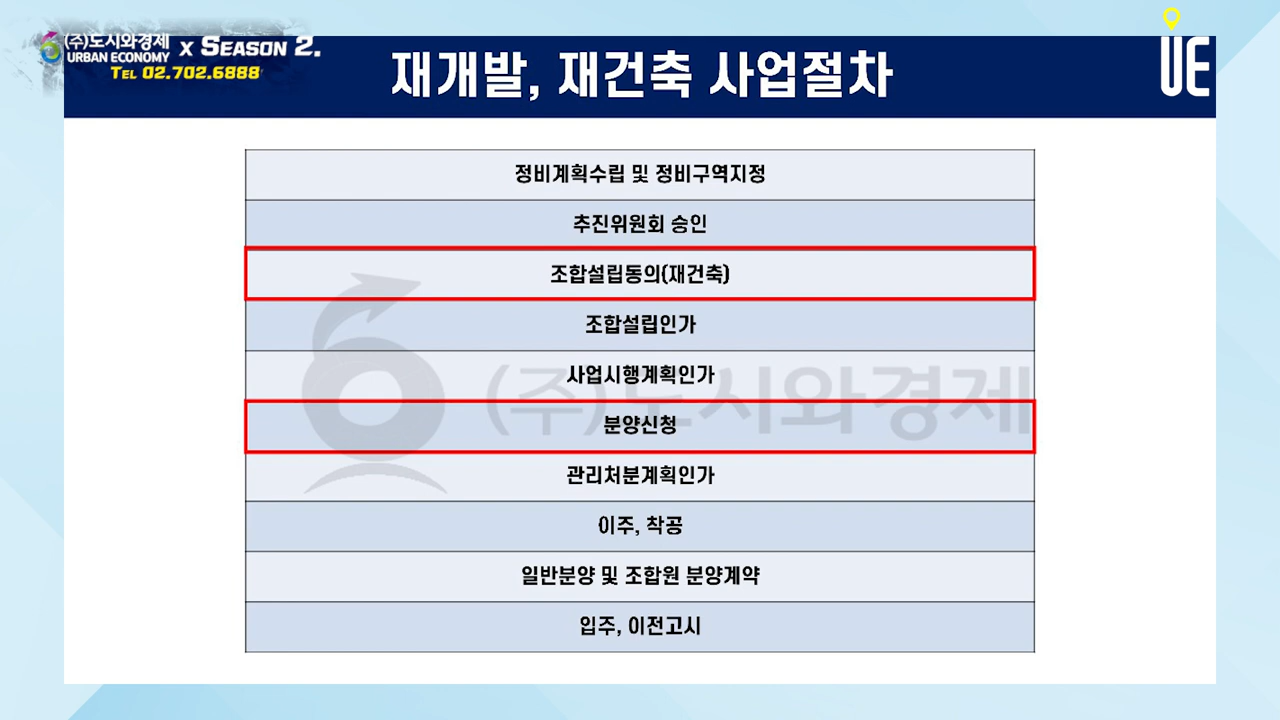 (주)도시와경제
URBAN ECONOMY
X SEASON 2.
TEL 02.702.6888
재개발, 재건축 사업절차
UE
정비계획수립 및 정비구역지정
추진위원회 승인
조합설립동의(재건축)
조합설립인가
사업시행계획인가
분양신청
관리처분계획인가
이주, 착공
일반분양 및 조합원 분양계약
입주, 이전고시
(주)도시와경제